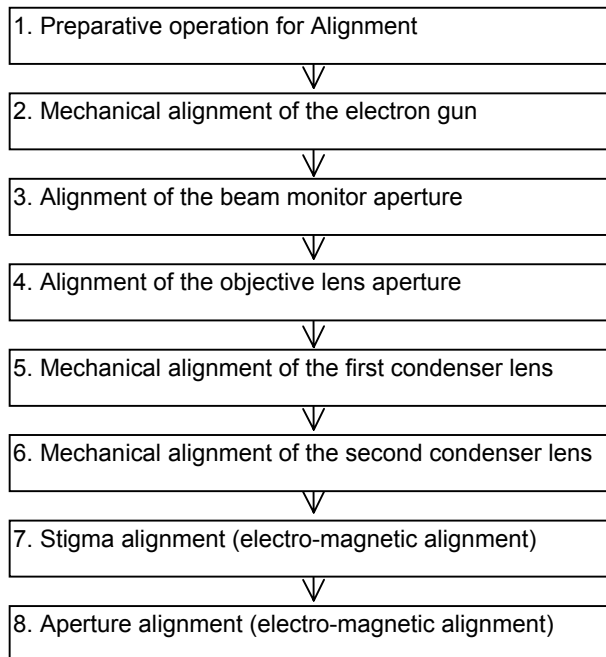 1. Preparative operation for Alignment
2. Mechanical alignment of the electron gun
3. Alignment of the beam monitor aperture
4. Alignment of the objective lens aperture
5. Mechanical alignment of the first condenser lens
6. Mechanical alignment of the second condenser lens
7. Stigma alignment (electro-magnetic alignment)
8. Aperture alignment (electro-magnetic alignment)